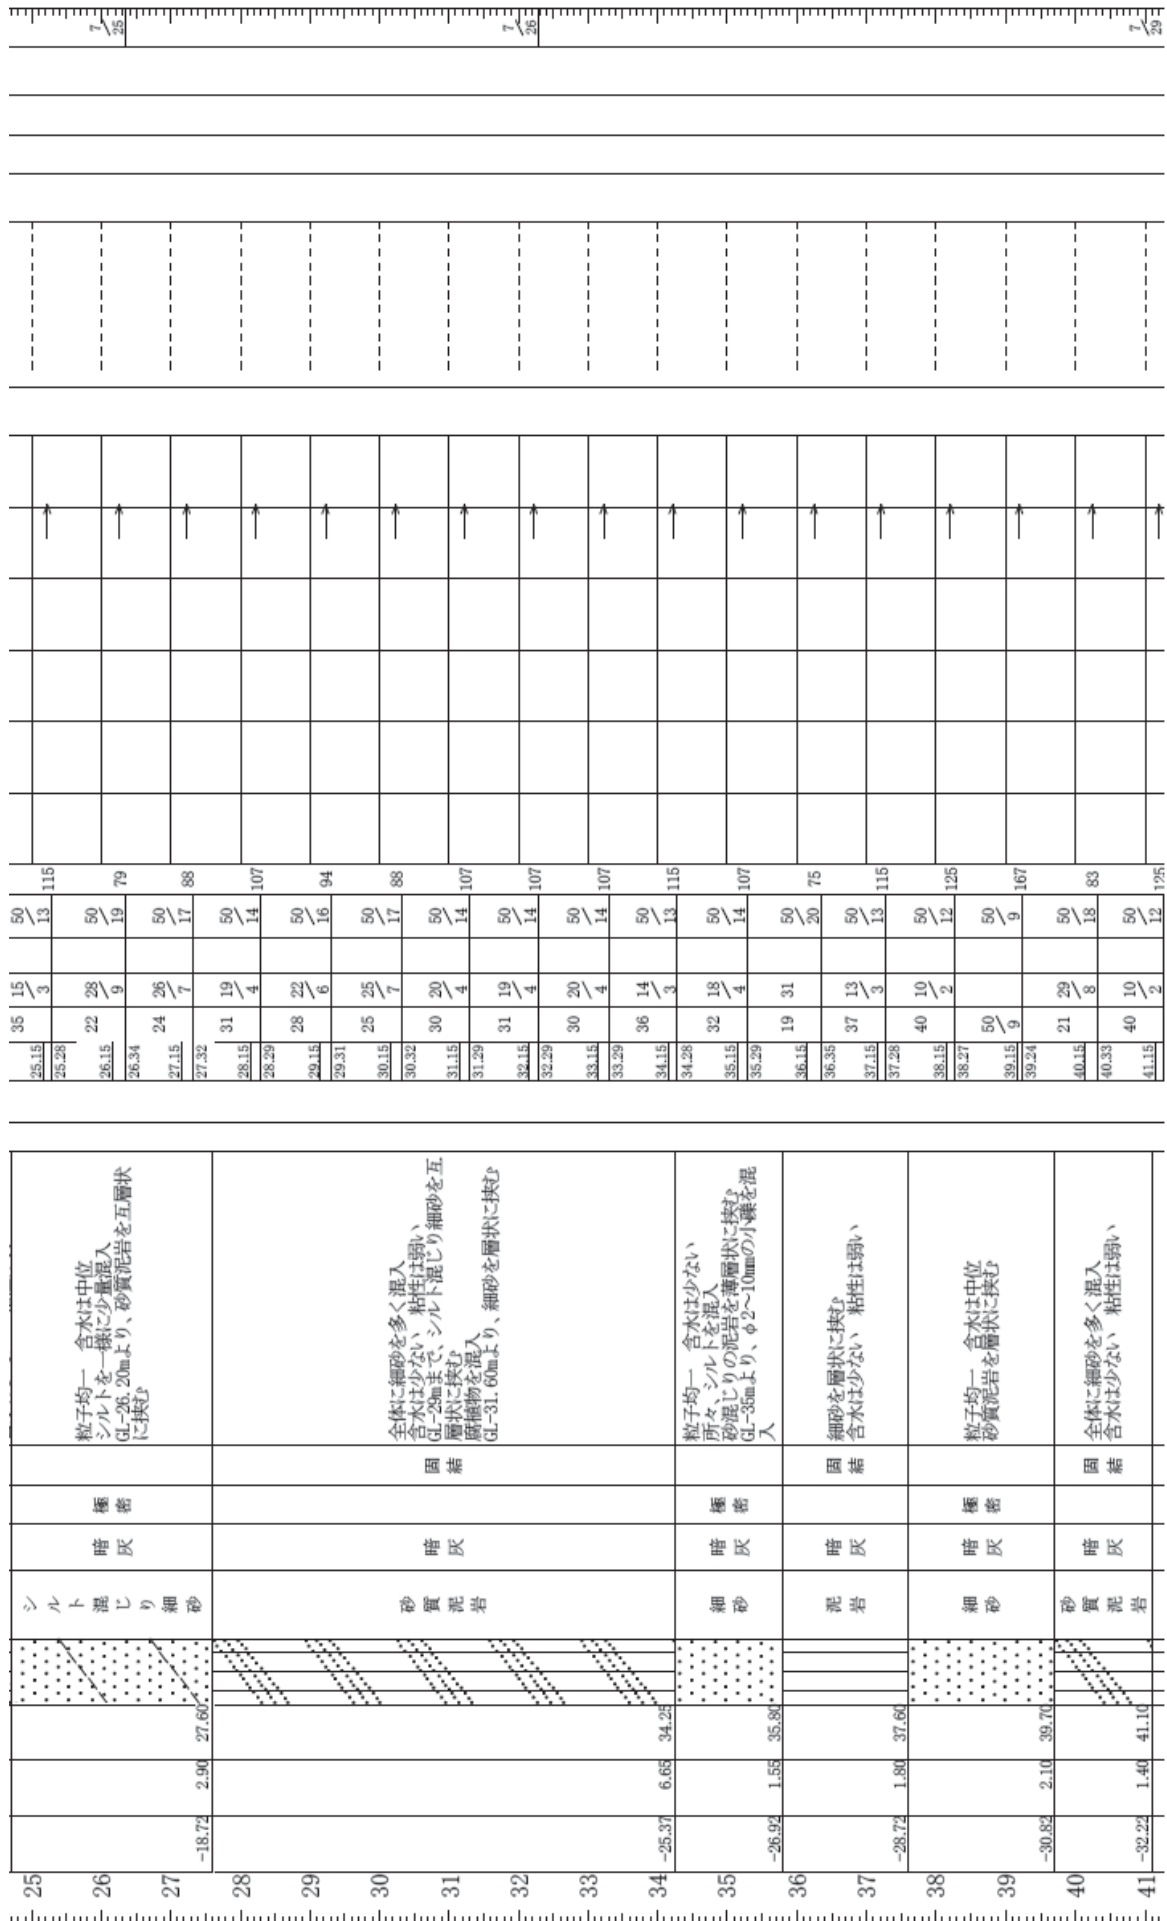 25
26
27
28
29
30
31
32
33
34
35
36
37
38
39
40
41
-18.72 2.90 27.60
シルト混じり細砂
暗灰
極密
粒子均一　含水は中位
シルトを一様に少量混入
GL-26.20mより、砂質泥岩を互層状
に挟む
-25.37 6.65 34.25
砂質泥岩
暗灰
固結
全体に細砂を多く混入
含水は少ない　粘性は弱い
GL-29mまで、シルト混じり細砂を互
層状に挟む
腐植物を混入
GL-31.60mより、細砂を層状に挟む
-26.92 1.55 35.80
細砂
暗灰
極密
粒子均一　含水は少ない
所々、シルトを混入
砂混じりの泥岩を薄層状に挟む
GL-35mより、φ2～10mmの小礫を混
入
-28.72 1.80 37.60
泥岩
暗灰
固結
細砂を層状に挟む
含水は少ない　粘性は弱い
-30.82 2.10 39.70
細砂
暗灰
極密
粒子均一　含水は中位
砂質泥岩を層状に挟む
-32.22 1.40 41.10
砂質泥岩
暗灰
固結
全体に細砂を多く混入
含水は少ない　粘性は弱い
25.15 35 15/3 50/13 115
25.28
26.15 22 28/9 50/19 79
26.34
27.15 24 26/7 50/17 88
27.32
28.15 31 19/4 50/14 107
28.29
29.15 28 22/6 50/16 94
29.31
30.15 25 25/7 50/17 88
30.32
31.15 30 20/4 50/14 107
31.29
32.15 31 19/4 50/14 107
32.29
33.15 30 20/4 50/14 107
33.29
34.15 36 14/3 50/13 115
34.28
35.15 32 18/4 50/14 107
35.29
36.15 19 31 50/20 75
36.35
37.15 37 13/3 50/13 115
37.28
38.15 40 10/2 50/12 125
38.27
39.15 50/9 50/9 167
39.24
40.15 21 29/8 50/18 83
40.33
41.15 40 10/2 50/12 125
7/25
7/26
7/29